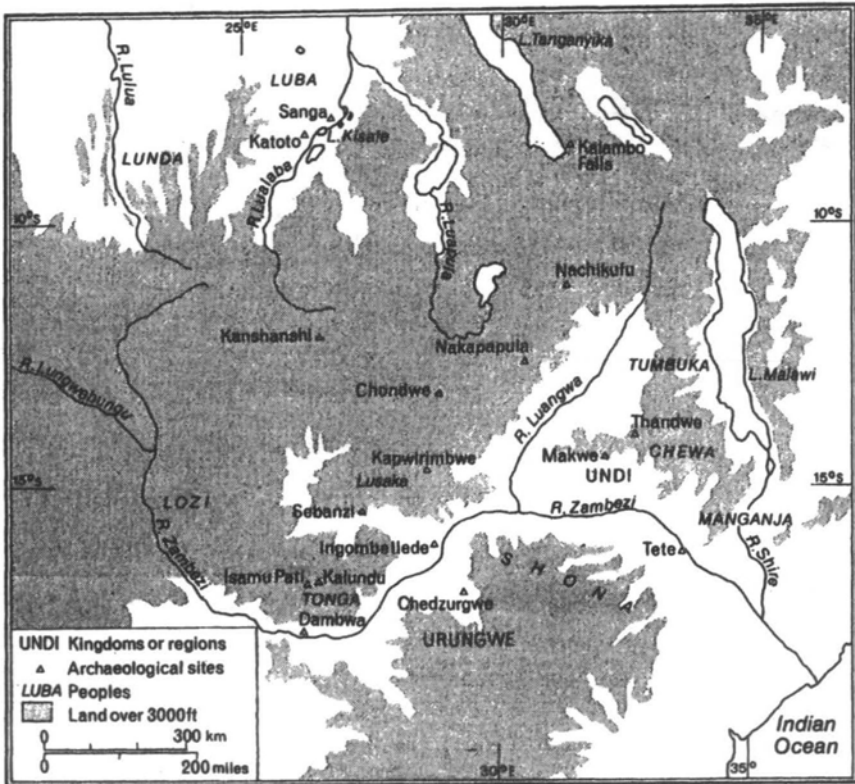 25°E
30°E
35°E
R. Lulua
LUBA
L. Tanganyika
Sanga
Katoto
L. Kisale
LUNDA
Kalambo
Falls
R. Lualaba
R. Luapula
10°S
10°S
Nachikufu
Kanshanshi
Nakapapula
TUMBUKA
L. Malawi
R. Lungwebungu
Chondwe
R. Luangwa
Thandwe
Kapwirimbwe
Makwe
CHEWA
Lusaka
UNDI
15°S
15°S
LOZI
Sebanzi
R. Zambezi
MANGANJA
R. Zambezi
Ingombe Ilede
Tete
R. Shire
Isamu Pati
Kalundu
SHONA
TONGA
Chedzurgwe
Dambwa
URUNGWE
UNDI Kingdoms or regions
Archaeological sites
LUBA Peoples
Land over 3000ft
0 300 km
0 200 miles
30°E
35°
Indian
Ocean